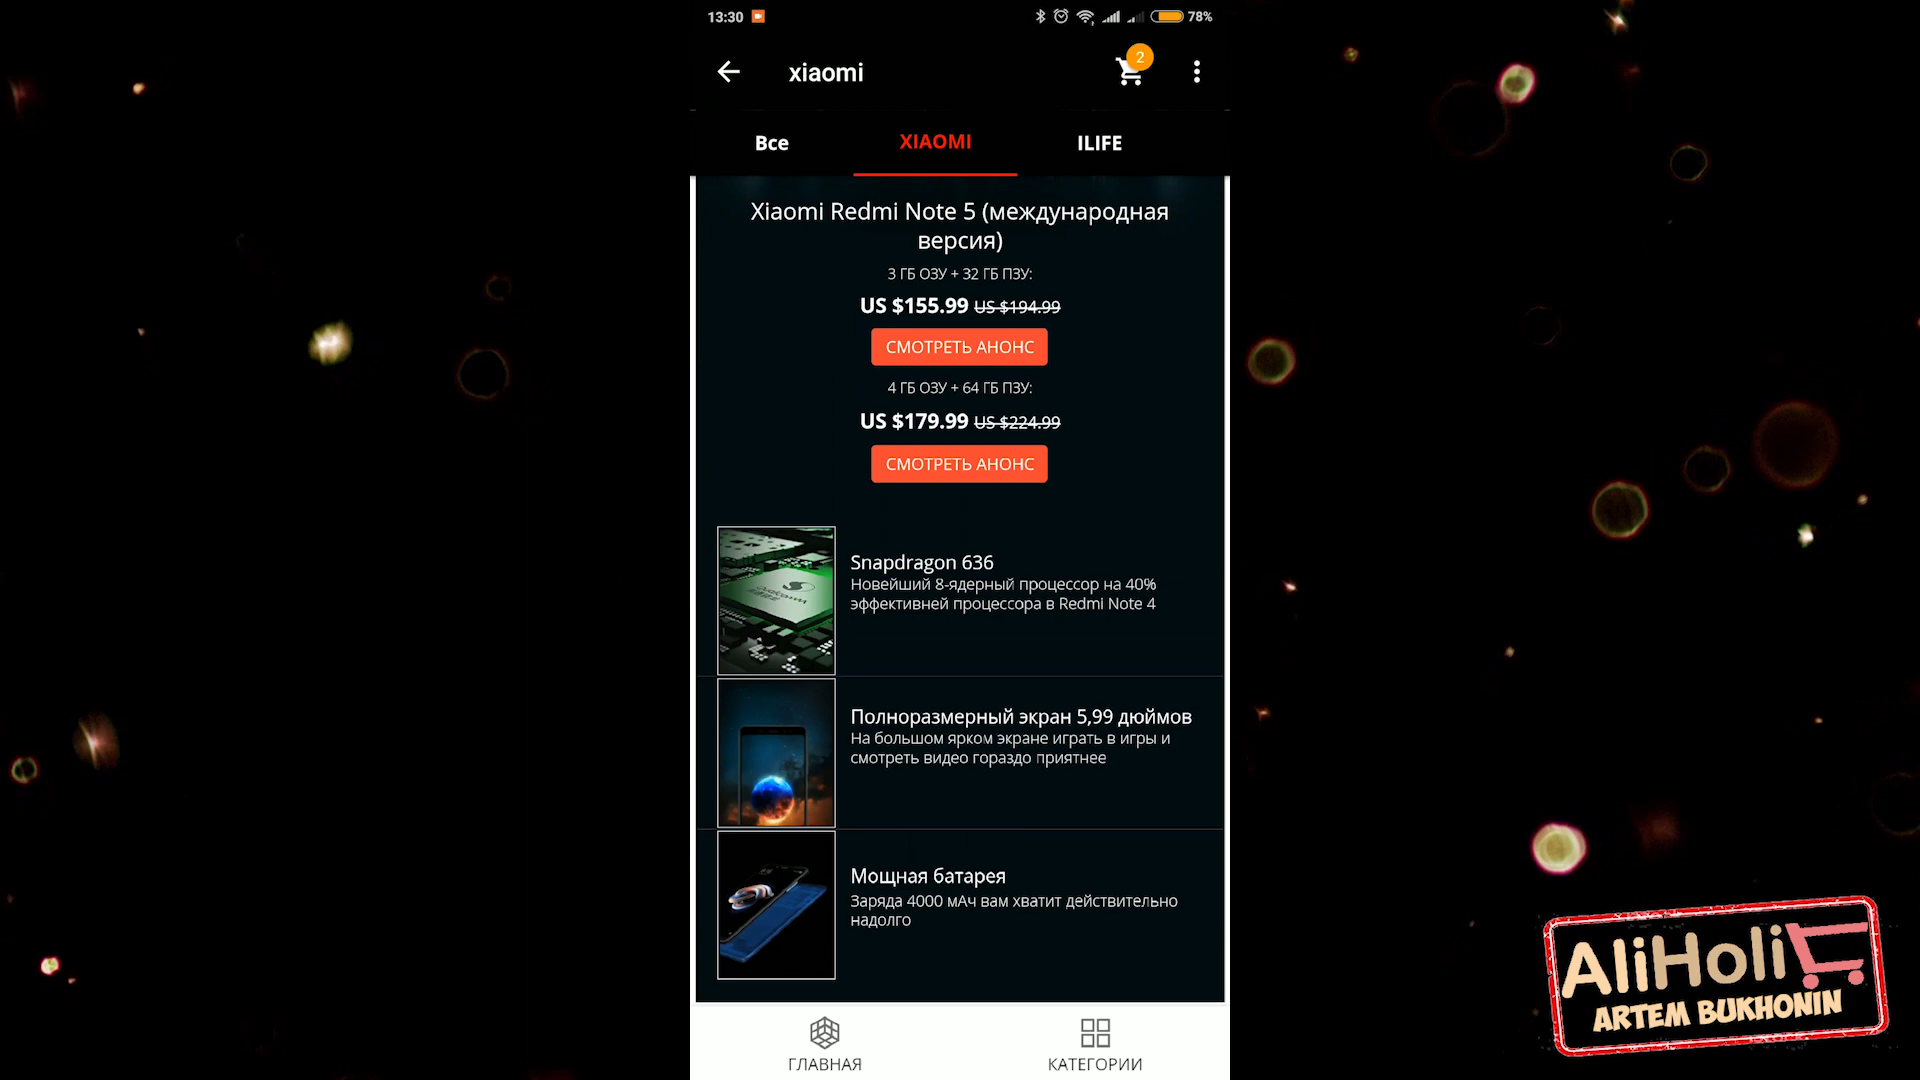 13:30
78%
2
xiaomi
Все
XIAOMI
ILIFE
Xiaomi Redmi Note 5 (международная
версия)
3 ГБ ОЗУ + 32 ГБ ПЗУ:
US $155.99 US $194.99
СМОТРЕТЬ АНОНС
4 ГБ ОЗУ + 64 ГБ ПЗУ:
US $179.99 US $224.99
СМОТРЕТЬ АНОНС
Qualcomm
Snapdragon 636
Новейший 8-ядерный процессор на 40%
эффективней процессора в Redmi Note 4
Полноразмерный экран 5,99 дюймов
На большом ярком экране играть в игры и
смотреть видео гораздо приятнее
Мощная батарея
Заряда 4000 мАч вам хватит действительно
надолго
ГЛАВНАЯ
КАТЕГОРИИ
AliHoli
ARTEM BUKHONIN